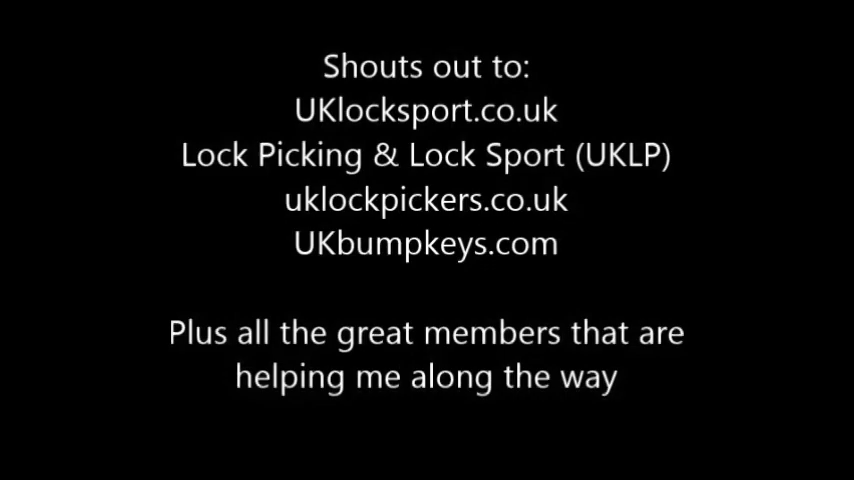 Shouts out to:
UKlocksport.co.uk
Lock Picking & Lock Sport (UKLP)
uklockpickers.co.uk
UKbumpkeys.com
Plus all the great members that are
helping me along the way